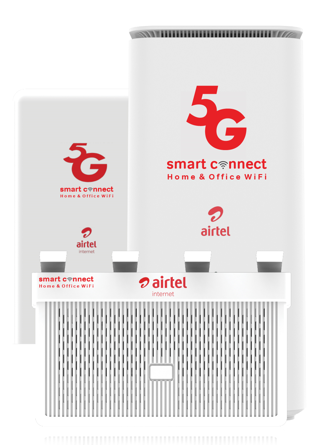 5G
smart connect
Home & Office WiFi
airtel
5G
smart connect
Home & Office WiFi
airtel
internet
smart connect
Home & Office WiFi
airtel
internet